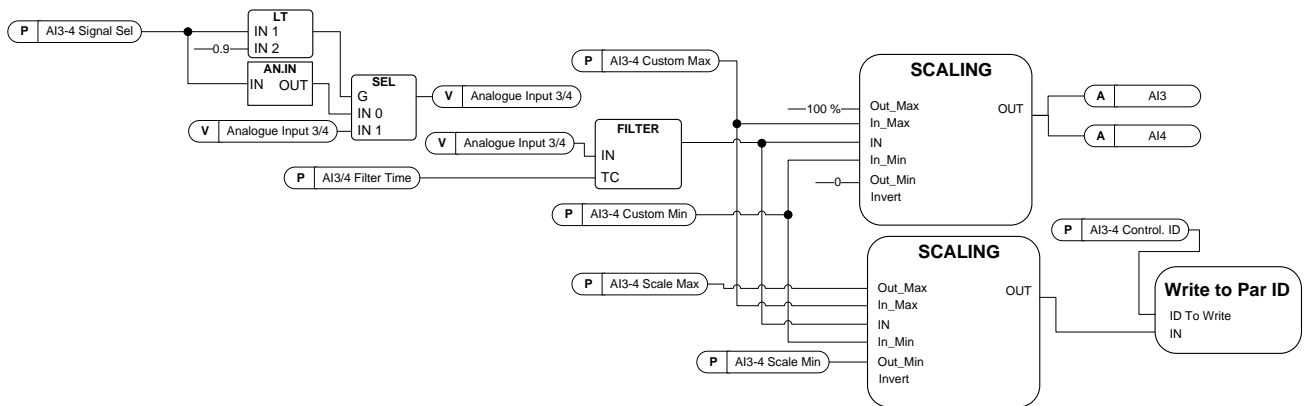 P AI3-4 Signal Sel
LT
IN 1
0.9 IN 2
AN.IN
IN OUT
SEL
G
IN 0
IN 1
V Analogue Input 3/4
V Analogue Input 3/4
V Analogue Input 3/4
P AI3/4 Filter Time
FILTER
IN
TC
P AI3-4 Custom Max
P AI3-4 Custom Min
P AI3-4 Scale Max
P AI3-4 Scale Min
SCALING
100 % Out_Max
In_Max
IN
In_Min
0 Out_Min
Invert
OUT
A AI3
A AI4
SCALING
Out_Max
In_Max
IN
In_Min
Out_Min
Invert
OUT
P AI3-4 Control. ID
Write to Par ID
ID To Write
IN